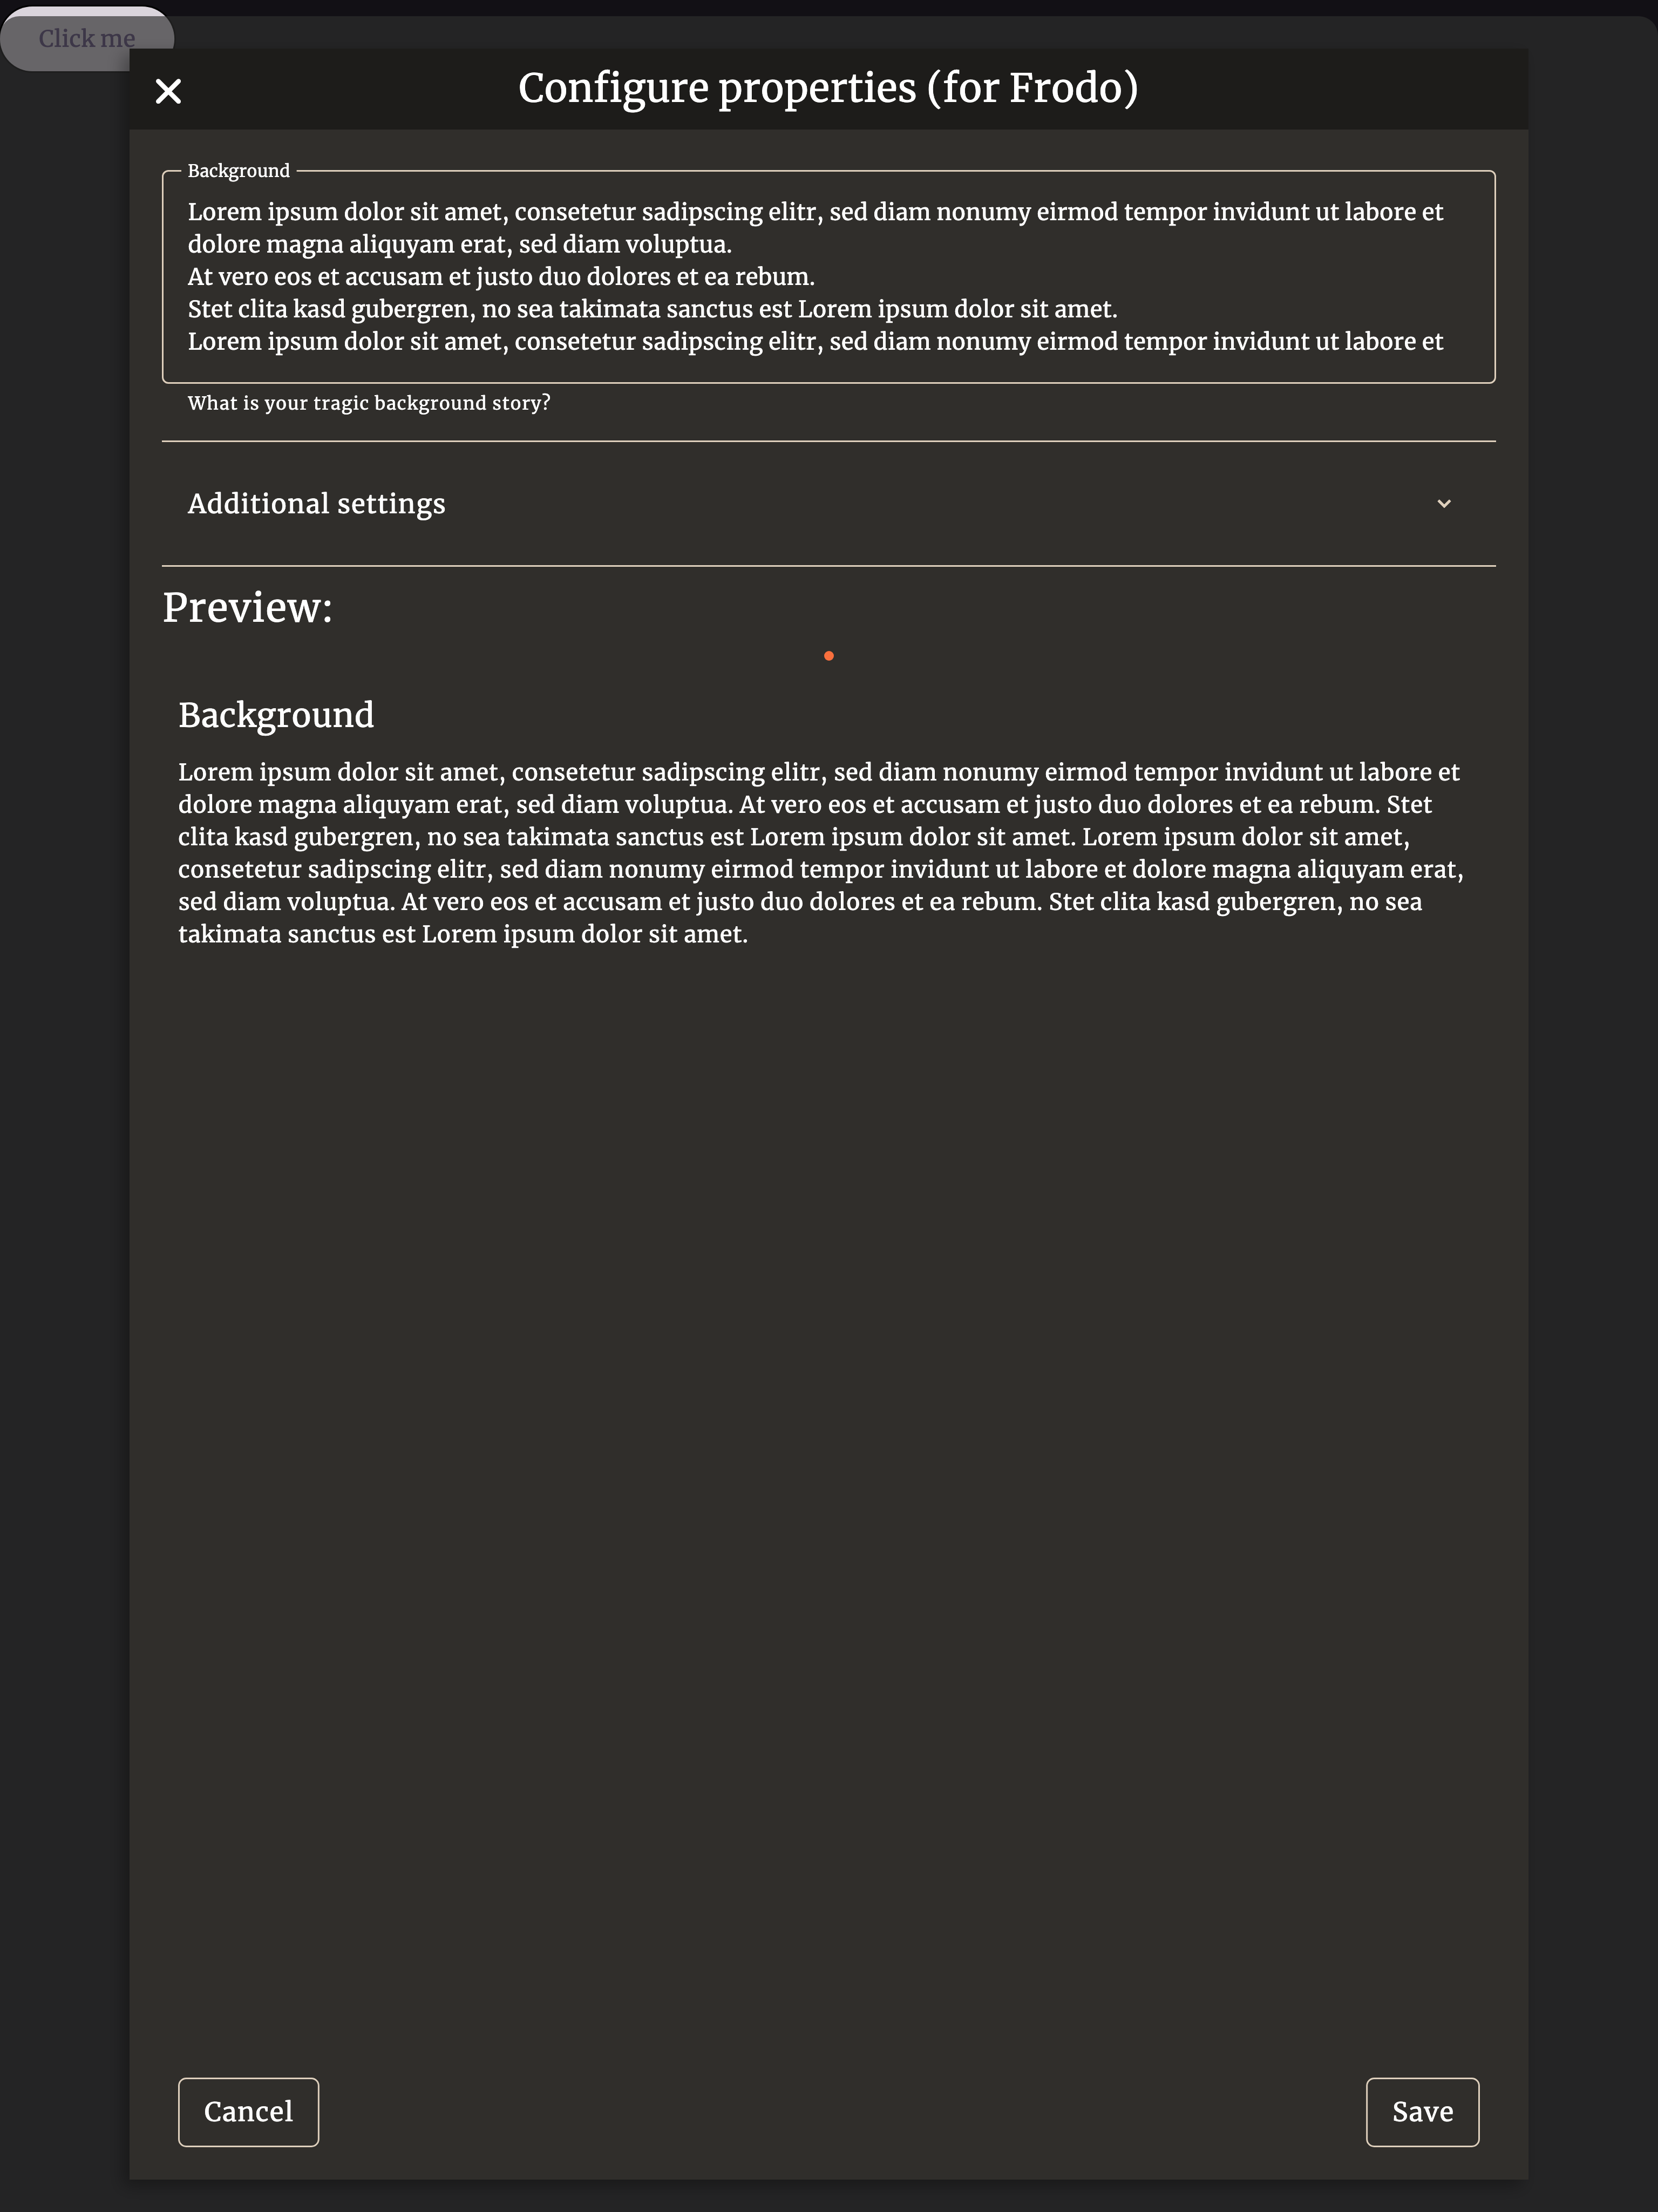 Click me
Configure properties (for Frodo)
Background
Lorem ipsum dolor sit amet, consetetur sadipscing elitr, sed diam nonumy eirmod tempor invidunt ut labore et
dolore magna aliquyam erat, sed diam voluptua.
At vero eos et accusam et justo duo dolores et ea rebum.
Stet clita kasd gubergren, no sea takimata sanctus est Lorem ipsum dolor sit amet.
Lorem ipsum dolor sit amet, consetetur sadipscing elitr, sed diam nonumy eirmod tempor invidunt ut labore et
What is your tragic background story?
Additional settings
Preview:
Background
Lorem ipsum dolor sit amet, consetetur sadipscing elitr, sed diam nonumy eirmod tempor invidunt ut labore et
dolore magna aliquyam erat, sed diam voluptua. At vero eos et accusam et justo duo dolores et ea rebum. Stet
clita kasd gubergren, no sea takimata sanctus est Lorem ipsum dolor sit amet. Lorem ipsum dolor sit amet,
consetetur sadipscing elitr, sed diam nonumy eirmod tempor invidunt ut labore et dolore magna aliquyam erat,
sed diam voluptua. At vero eos et accusam et justo duo dolores et ea rebum. Stet clita kasd gubergren, no sea
takimata sanctus est Lorem ipsum dolor sit amet.
Cancel
Save